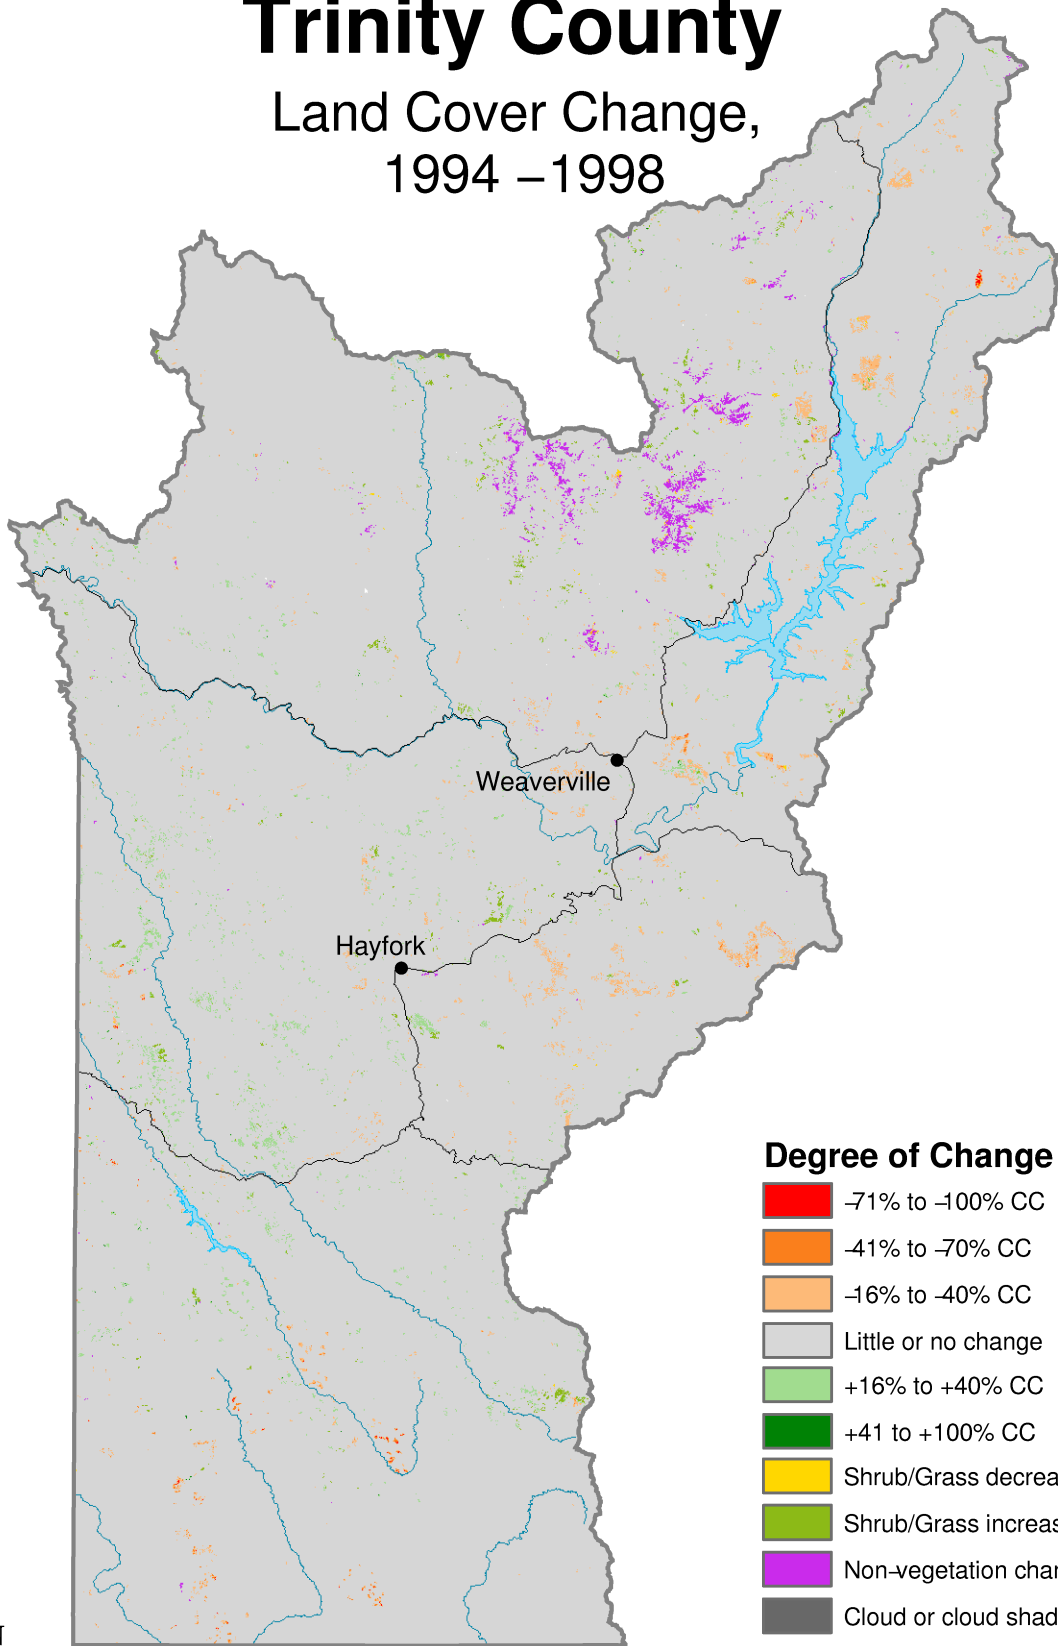 Trinity County
Land Cover Change,
1994 –1998
Weaverville
Hayfork
Degree of Change
–71% to –100% CC
–41% to –70% CC
–16% to –40% CC
Little or no change
+16% to +40% CC
+41 to +100% CC
Shrub/Grass decrea
Shrub/Grass increas
Non–vegetation chan
Cloud or cloud shad